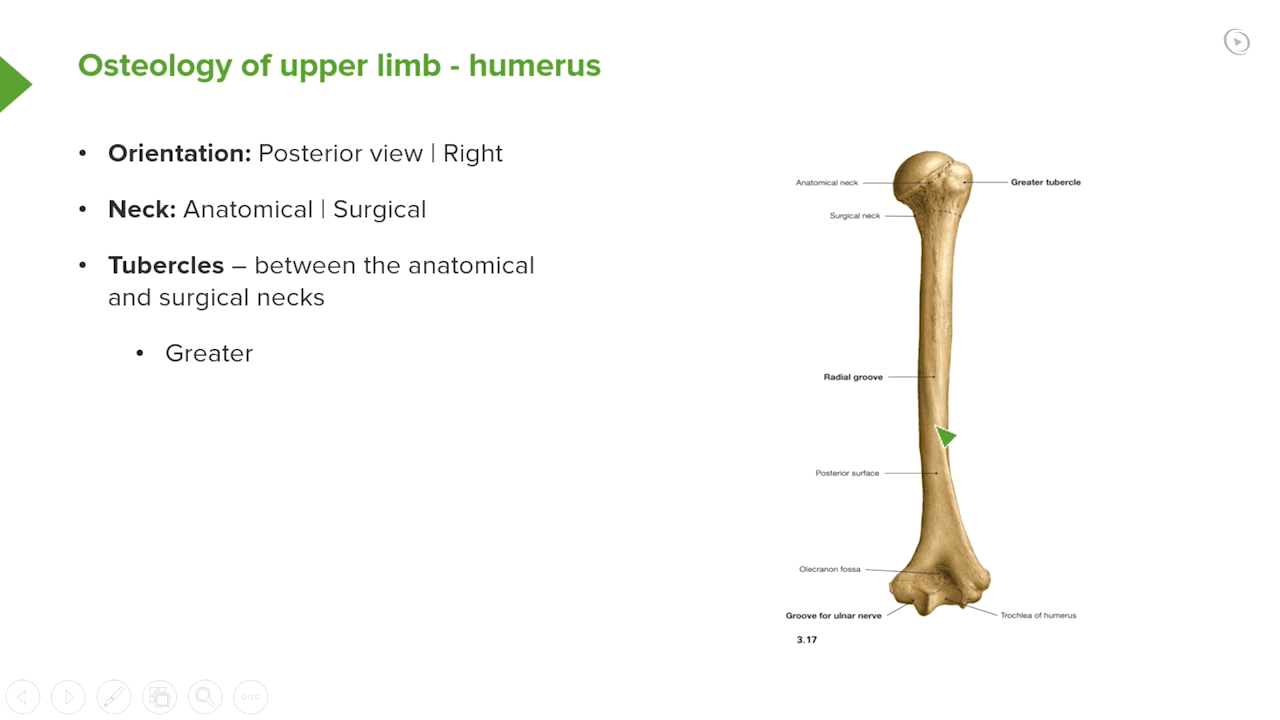 Osteology of upper limb - humerus
• Orientation: Posterior view | Right
• Neck: Anatomical | Surgical
• Tubercles – between the anatomical
and surgical necks
• Greater
Anatomical neck
Greater tubercle
Surgical neck
Radial groove
Posterior surface
Olecranon fossa
Groove for ulnar nerve
Trochlea of humerus
3.17